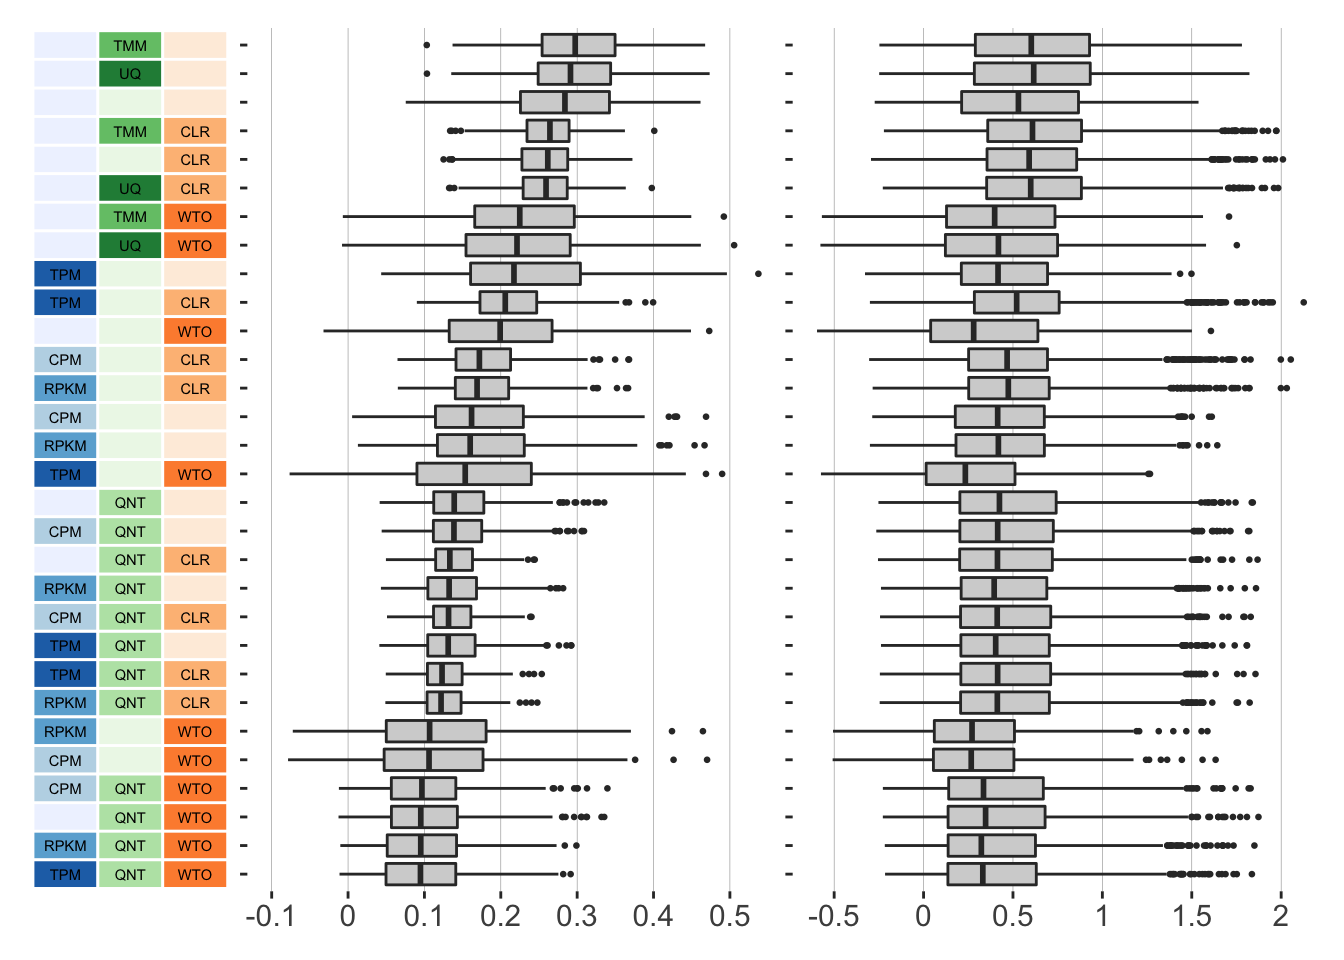 TMM
UQ
TMM CLR
CLR
UQ CLR
TMM WTO
UQ WTO
TPM
TPM CLR
WTO
CPM CLR
RPKM CLR
CPM
RPKM
TPM WTO
QNT
CPM QNT
QNT CLR
RPKM QNT
CPM QNT CLR
TPM QNT
TPM QNT CLR
RPKM QNT CLR
RPKM WTO
CPM WTO
CPM QNT WTO
QNT WTO
RPKM QNT WTO
TPM QNT WTO
-0.1 0 0.1 0.2 0.3 0.4 0.5 -0.5 0 0.5 1 1.5 2